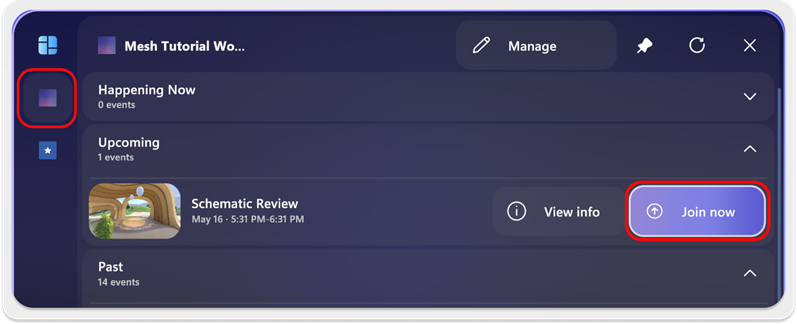 Mesh Tutorial Wo...
Manage
Happening Now
0 events
Upcoming
1 events
Schematic Review
May 16 · 5:31 PM-6:31 PM
View info
Join now
Past
14 events